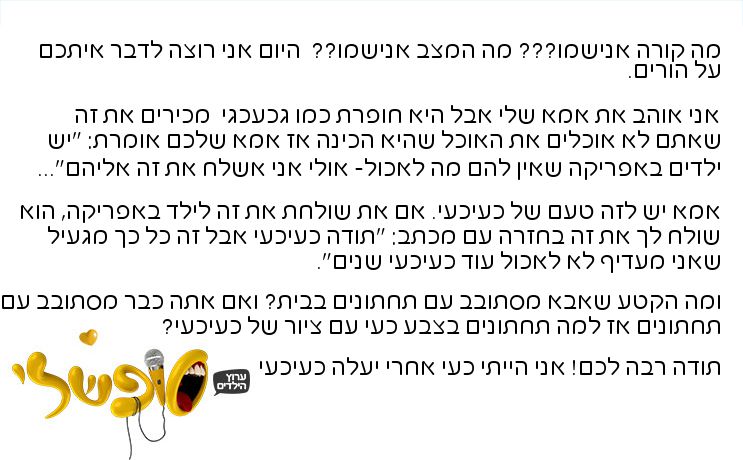 מה קורה אנישמו??? מה המצב אנישמו?? היום אני רוצה לדבר איתכם
על הורים.
אני אוהב את אמא שלי אבל היא חופרת כמו גכעכגי מכירים את זה
שאתם לא אוכלים את האוכל שהיא הכינה אז אמא שלכם אומרת: "יש
ילדים באפריקה שאין להם מה לאכול- אולי אני אשלח את זה אליהם"...
אמא יש לזה טעם של כעיכעי. אם את שולחת את זה לילד באפריקה, הוא
שולח לך את זה בחזרה עם מכתב: "תודה כעיכעי אבל זה כל כך מגעיל
שאני מעדיף לא לאכול עוד כעיכעי שנים".
ומה הקטע שאבא מסתובב עם תחתונים בבית? ואם אתה כבר מסתובב עם
תחתונים אז למה תחתונים בצבע כעי עם ציור של כעיכעי?
תודה רבה לכם! אני הייתי כעי אחרי יעלה כעיכעי
ערוץ
הילדים
סופשלי